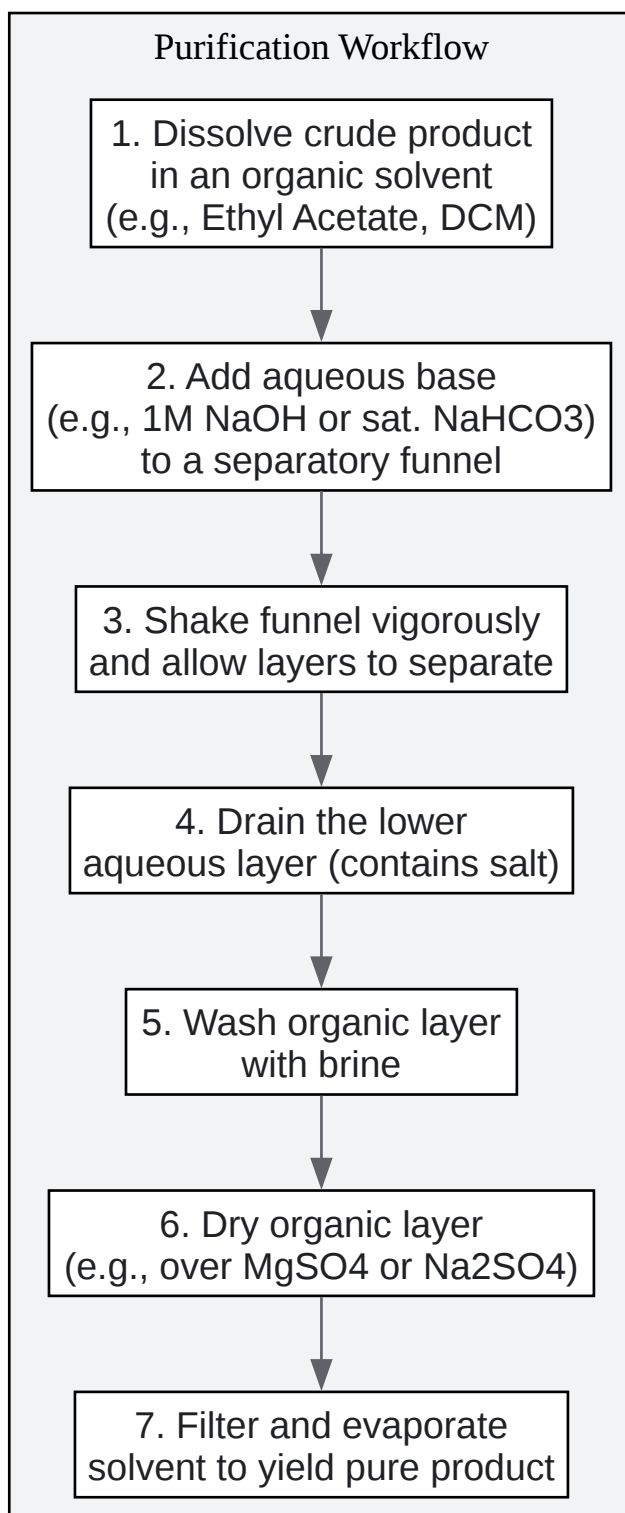 Purification Workflow
1. Dissolve crude product
in an organic solvent
(e.g., Ethyl Acetate, DCM)
2. Add aqueous base
(e.g., 1M NaOH or sat. NaHCO3)
to a separatory funnel
3. Shake funnel vigorously
and allow layers to separate
4. Drain the lower
aqueous layer (contains salt)
5. Wash organic layer
with brine
6. Dry organic layer
(e.g., over MgSO4 or Na2SO4)
7. Filter and evaporate
solvent to yield pure product